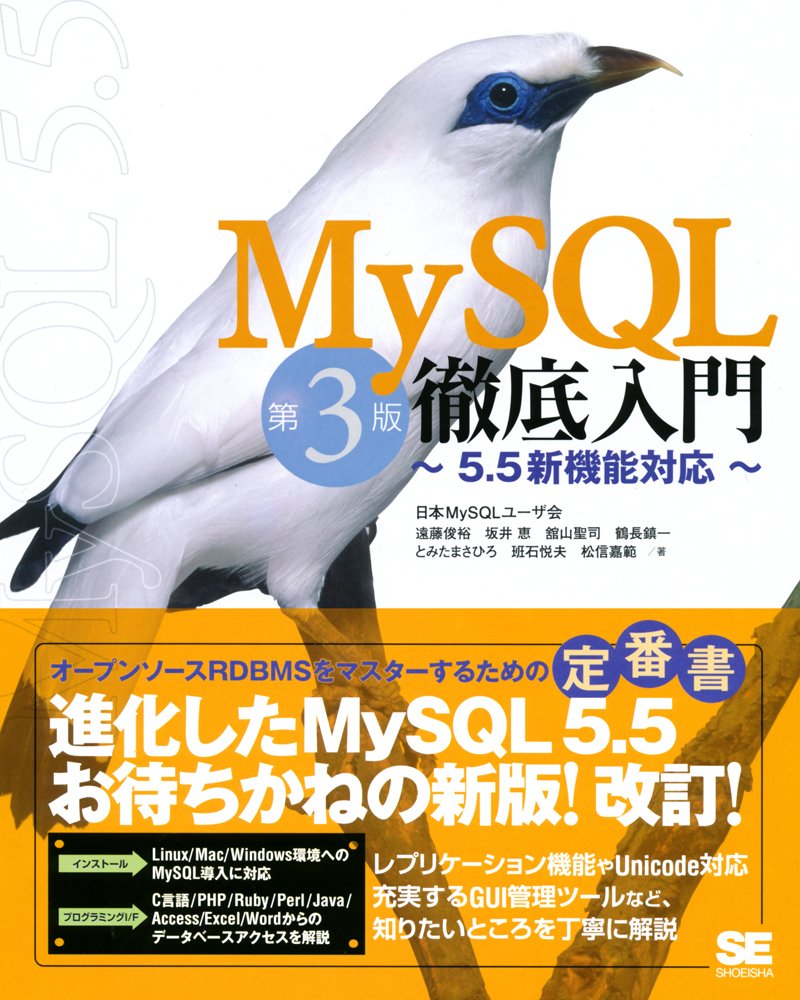 MySQL 5.5
MySQL
第3版
徹底入門
～ 5.5新機能対応 ～
日本MySQLユーザ会
遠藤俊裕 坂井 恵 舘山聖司 鶴長鎮一
とみたまさひろ 班石悦夫 松信嘉範 ／著
オープンソースRDBMSをマスターするための定番書
進化したMySQL 5.5
お待ちかねの新版! 改訂!
インストール
Linux/Mac/Windows環境への
MySQL導入に対応
プログラミングI/F
C言語/PHP/Ruby/Perl/Java/
Access/Excel/Wordからの
データベースアクセスを解説
レプリケーション機能やUnicode対応
充実するGUI管理ツールなど、
知りたいところを丁寧に解説
SE
SHOEISHA